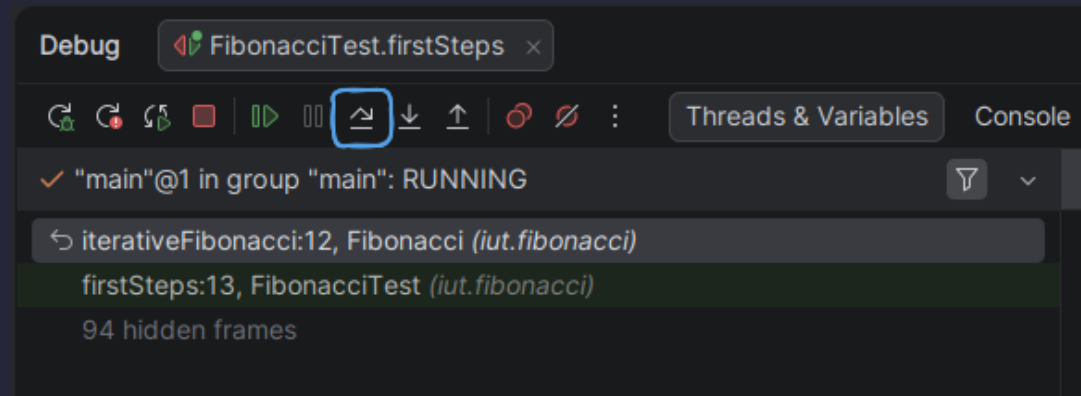 Debug FibonacciTest.firstSteps
Threads & Variables Console
"main"@1 in group "main": RUNNING
iterativeFibonacci:12, Fibonacci (iut.fibonacci)
firstSteps:13, FibonacciTest (iut.fibonacci)
94 hidden frames